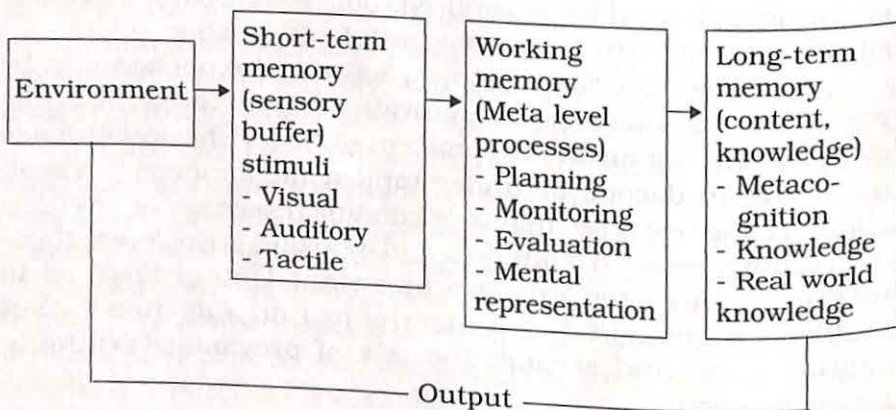 Environment
Short-term
memory
(sensory
buffer)
stimuli
- Visual
- Auditory
- Tactile
Working
memory
(Meta level
processes)
- Planning
- Monitoring
- Evaluation
- Mental
representation
Long-term
memory
(content,
knowledge)
- Metaco-
gnition
- Knowledge
- Real world
knowledge
Output